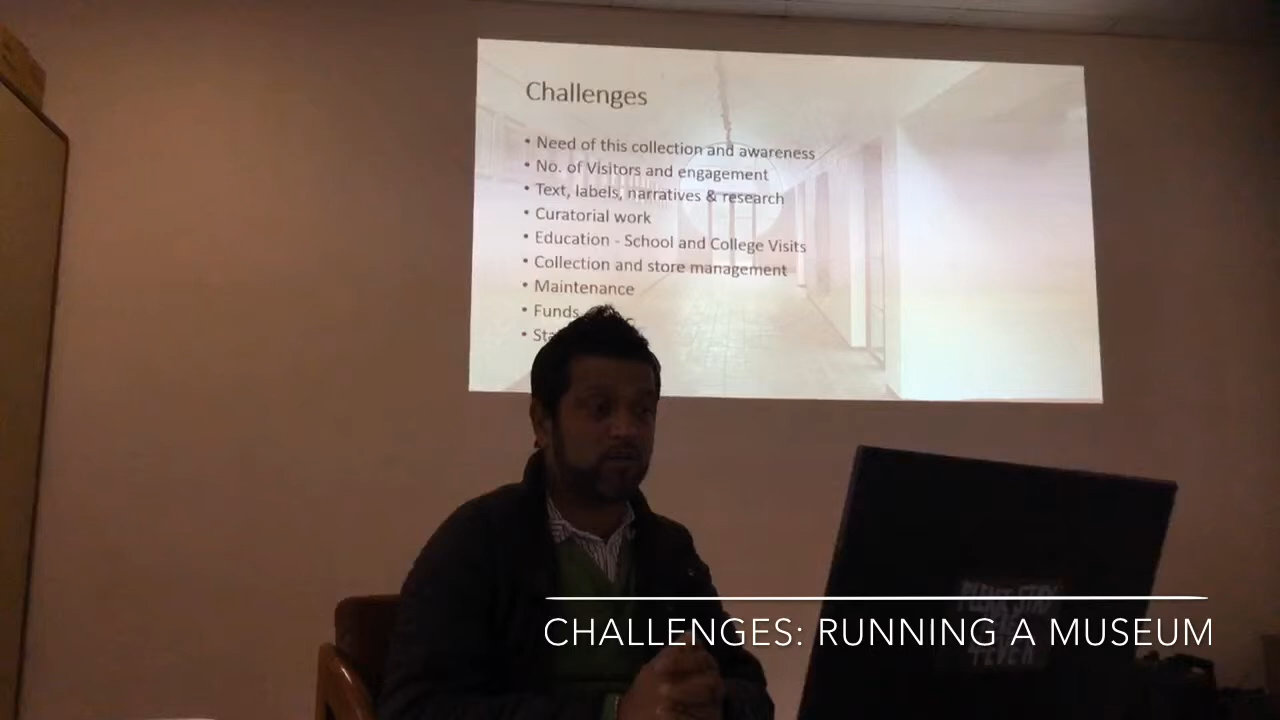 Challenges
• Need of this collection and awareness
• No. of Visitors and engagement
• Text, labels, narratives & research
• Curatorial work
• Education - School and College Visits
• Collection and store management
• Maintenance
• Funds
CHALLENGES: RUNNING A MUSEUM